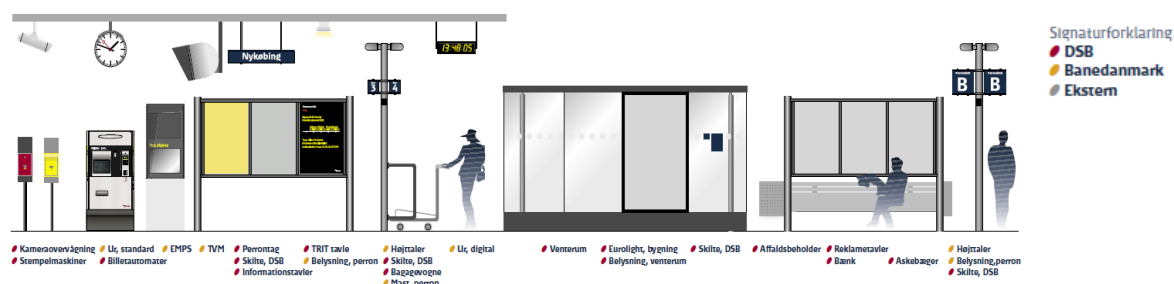 Signaturforklaring
DSB
Banedanmark
Ekstern
Nykøbing
13:48:05
3 4
B B
Kameraovervågning
Stempelmaskiner
Ur, standard
Billetautomater
EMPS
TVM
Perrontag
Skilte, DSB
Informationstavler
TRIT tavle
Belysning, perron
Højttaler
Skilte, DSB
Bagagevogne
Mast, perron
Ur, digital
Venterum
Eurolight, bygning
Belysning, venterum
Skilte, DSB
Affaldsbeholder
Reklametavler
Bænk
Askebæger
Højttaler
Belysning,perron
Skilte, DSB